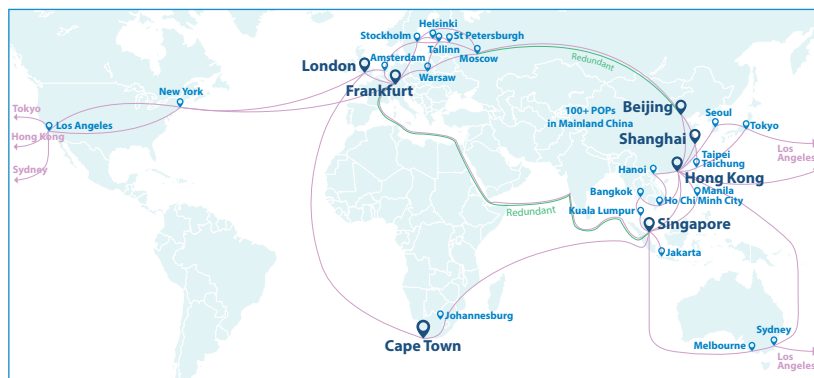 Helsinki
Stockholm
St Petersburgh
Tallinn
Moscow
Amsterdam
London
Warsaw
Frankfurt
Redundant
New York
Tokyo
Los Angeles
Hong Kong
Sydney
100+ POPs
in Mainland China
Beijing
Seoul
Tokyo
Shanghai
Los
Angeles
Taipei
Taichung
Hanoi
Hong Kong
Bangkok
Manila
Ho Chi Minh City
Kuala Lumpur
Redundant
Singapore
Jakarta
Johannesburg
Cape Town
Sydney
Melbourne
Los
Angeles